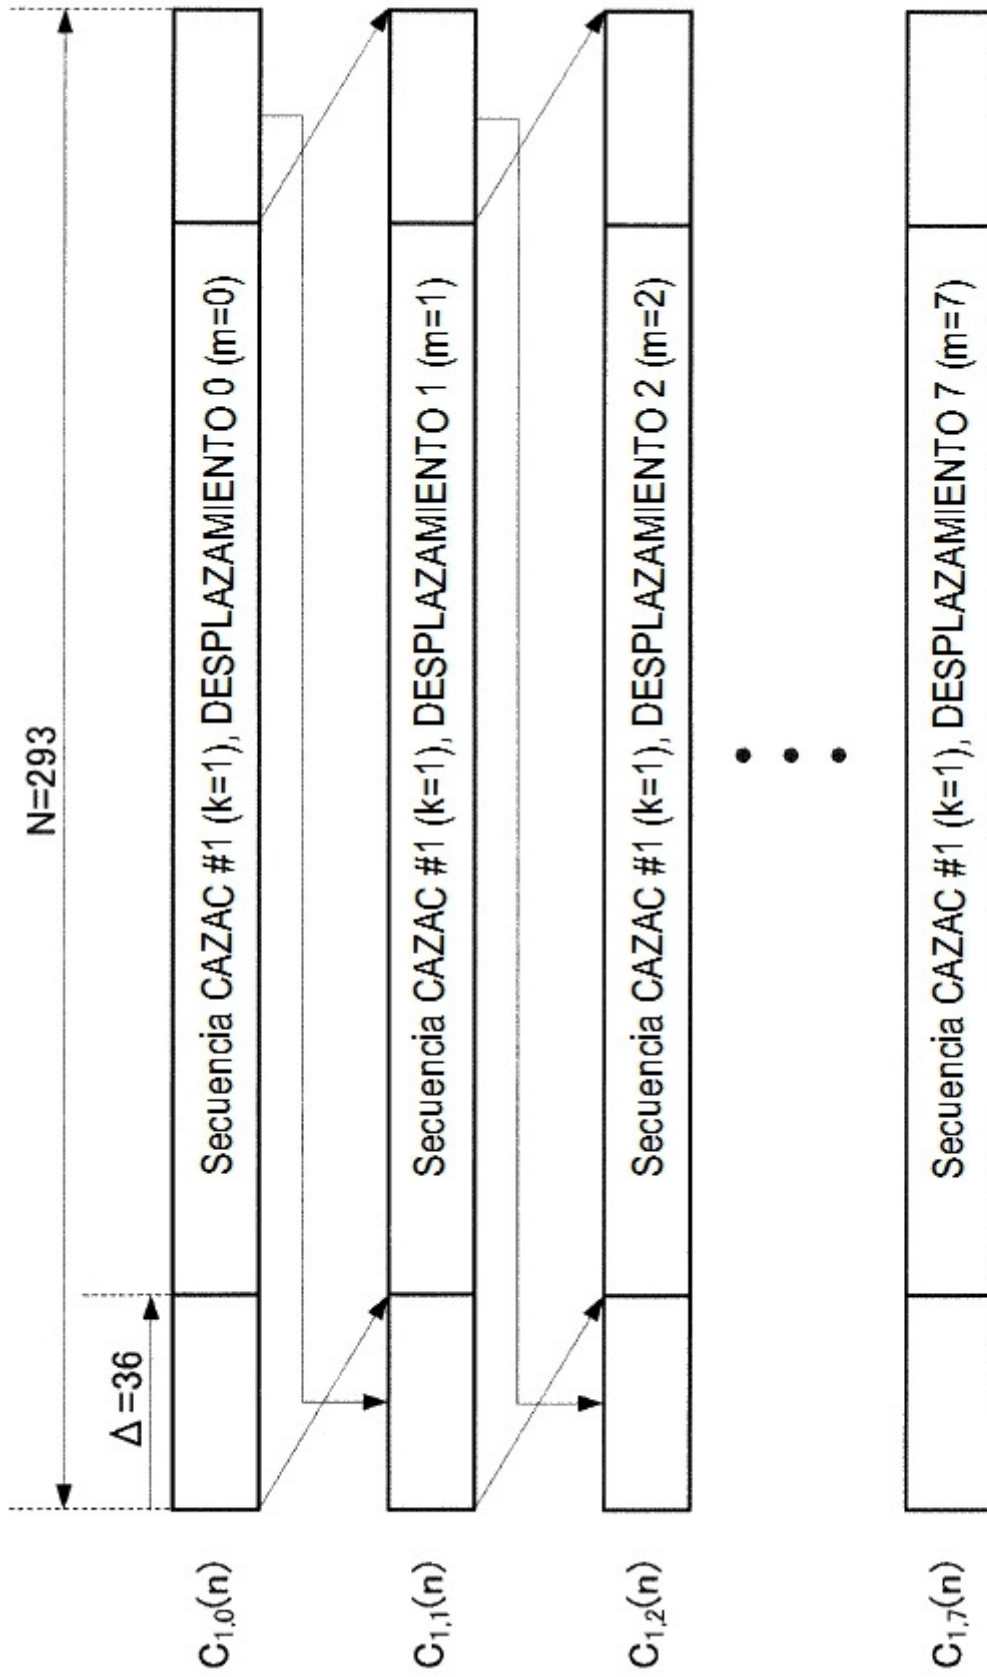 N=293
Δ=36
C1,0(n)
Secuencia CAZAC #1 (k=1), DESPLAZAMIENTO 0 (m=0)
C1,1(n)
Secuencia CAZAC #1 (k=1), DESPLAZAMIENTO 1 (m=1)
C1,2(n)
Secuencia CAZAC #1 (k=1), DESPLAZAMIENTO 2 (m=2)
C1,7(n)
Secuencia CAZAC #1 (k=1), DESPLAZAMIENTO 7 (m=7)